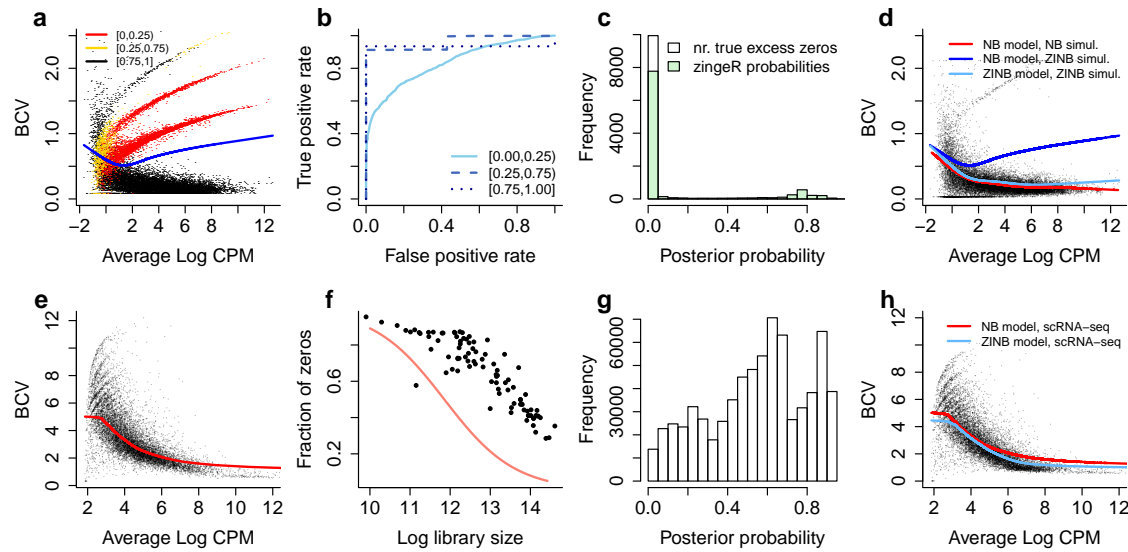 a
[0,0.25)
[0.25,0.75)
[0.75,1]
BCV
0.0
1.0
2.0
−2 0 2 4 6 8 10 12
Average Log CPM
b
True positive rate
0.0
0.4
0.8
[0.00,0.25)
[0.25,0.75)
[0.75,1.00]
0.0 0.4 0.8
False positive rate
c
nr. true excess zeros
zingeR probabilities
Frequency
0
4000
8000
0.0 0.4 0.8
Posterior probability
d
NB model, NB simul.
NB model, ZINB simul.
ZINB model, ZINB simul.
BCV
0.0
1.0
2.0
−2 0 2 4 6 8 10 12
Average Log CPM
e
BCV
0
2
4
6
8
12
2 4 6 8 10 12
Average Log CPM
f
Fraction of zeros
0.2
0.6
10 11 12 13 14
Log library size
g
Frequency
0
30000
60000
0.0 0.4 0.8
Posterior probability
h
NB model, scRNA−seq
ZINB model, scRNA−seq
BCV
0
2
4
6
8
12
2 4 6 8 10 12
Average Log CPM